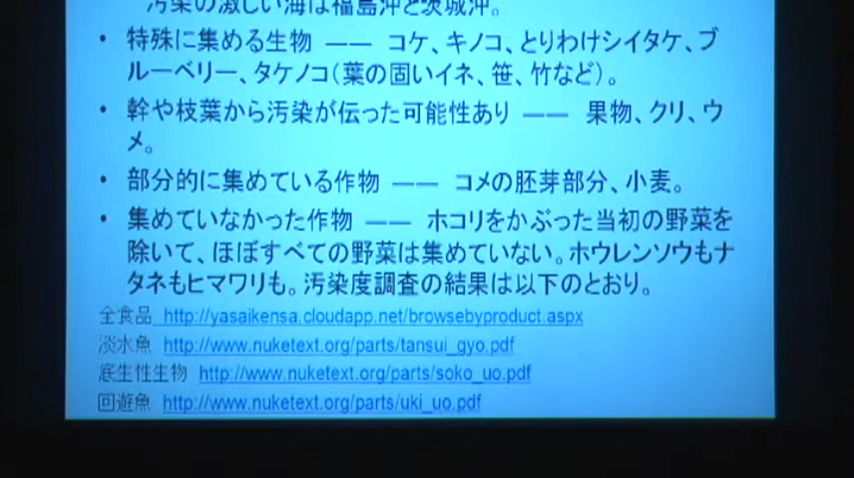 汚染の激しい海は福島沖と茨城沖。
• 特殊に集める生物 —— コケ、キノコ、とりわけシイタケ、ブ
ルーベリー、タケノコ（葉の固いイネ、笹、竹など）。
• 幹や枝葉から汚染が伝った可能性あり —— 果物、クリ、ウ
メ。
• 部分的に集めている作物 —— コメの胚芽部分、小麦。
• 集めていなかった作物 —— ホコリをかぶった当初の野菜を
除いて、ほぼすべての野菜は集めていない。ホウレンソウもナ
タネもヒマワリも。汚染度調査の結果は以下のとおり。
全食品 http://yasaikensa.cloudapp.net/browsebyproduct.aspx
淡水魚 http://www.nuketext.org/parts/tansui_gyo.pdf
底生性生物 http://www.nuketext.org/parts/soko_uo.pdf
回遊魚 http://www.nuketext.org/parts/uki_uo.pdf